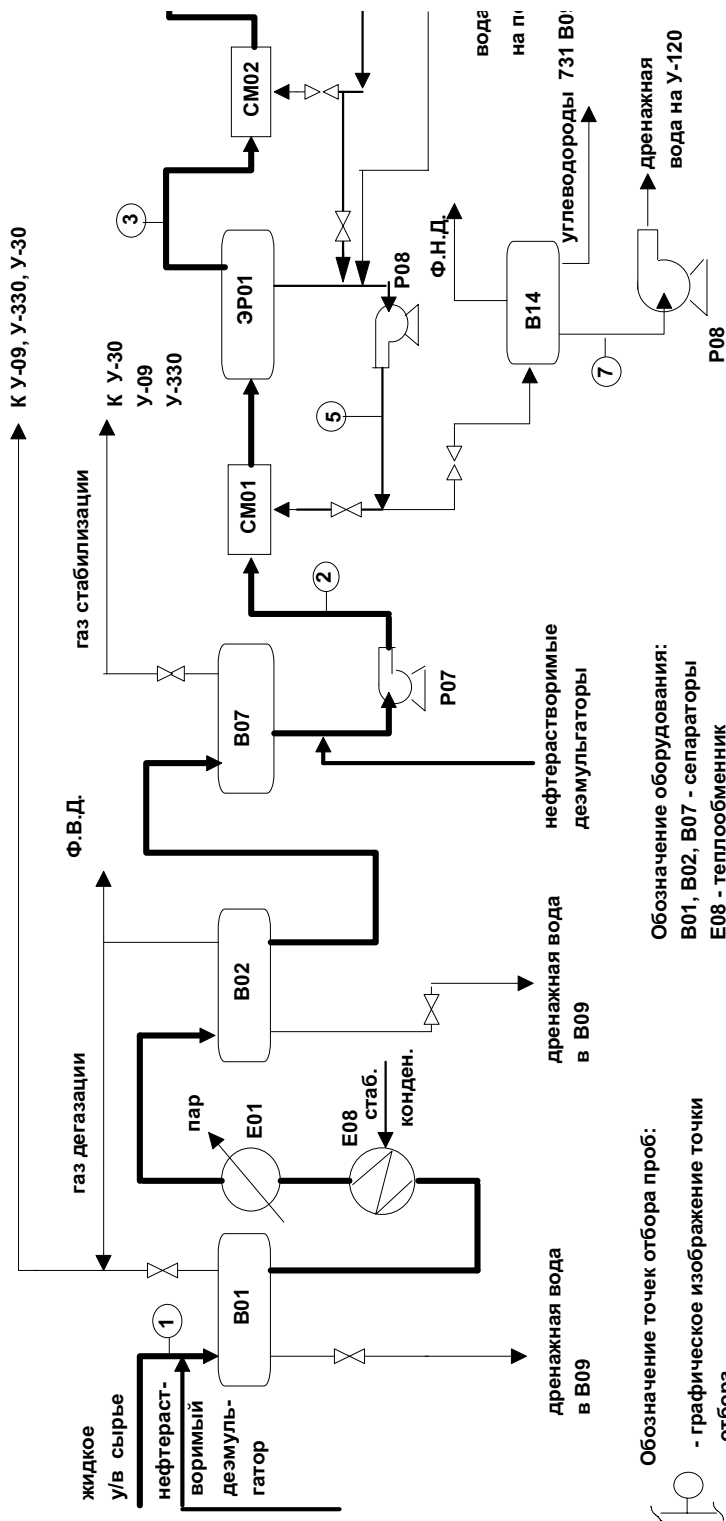 жидкое
у/в сырье
нефтераст-
воримый
деэмуль-
гатор
1
В01
дренажная вода
в В09
газ дегазации
Ф.В.Д.
К У-09, У-330, У-30
Е08
стаб.
конден.
Е01
пар
В02
дренажная вода
в В09
В07
газ стабилизации
К У-30
У-09
У-330
нефтерастворимые
деэмульгаторы
Р07
2
СМ01
ЭР01
3
СМ02
5
Р08
вода
на
731
Ф.Н.Д.
В14
углеводороды
7
Р08
дренажная
вода на У-120
Обозначение точек отбора проб:
- графическое изображение точки
отбора
Обозначение оборудования:
В01, В02, В07 - сепараторы
Е08 - теплообменник